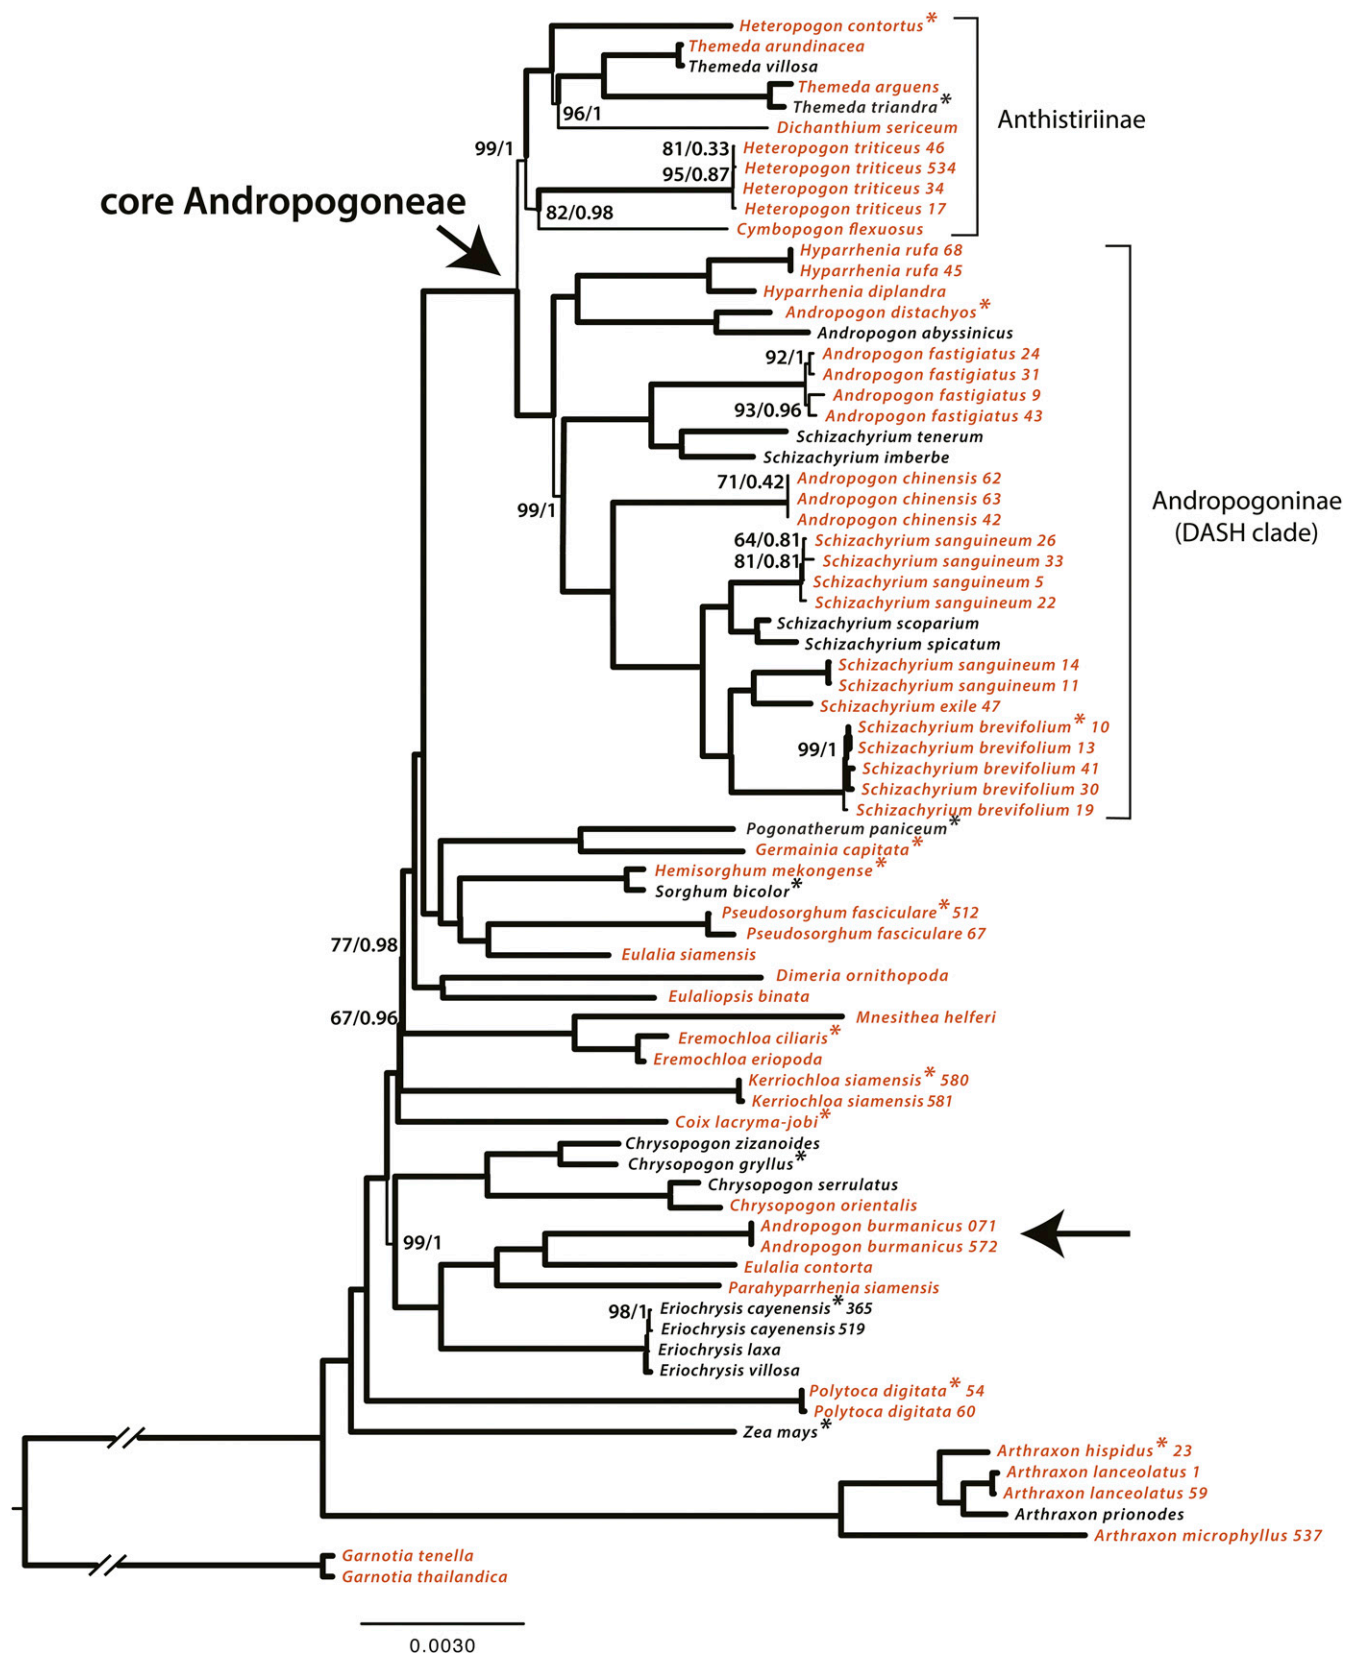 Heteropogon contortus*
Themeda arundinacea
Themeda villosa
Themeda arguens
Themeda triandra*
96/1
Anthistiriinae
Dichanthium sericeum
99/1
81/0.33
Heteropogon triticeus 46
Heteropogon triticeus 534
95/0.87
Heteropogon triticeus 34
core Andropogoneae
82/0.98
Heteropogon triticeus 17
Cymbopogon flexuosus
Hyparrhenia rufa 68
Hyparrhenia rufa 45
Hyparrhenia diplandra
Andropogon distachyos*
Andropogon abyssinicus
92/1
Andropogon fastigiatus 24
Andropogon fastigiatus 31
Andropogon fastigiatus 9
93/0.96
Andropogon fastigiatus 43
Schizachyrium tenerum
Schizachyrium imberbe
71/0.42
Andropogon chinensis 62
Andropogon chinensis 63
Andropogoninae
(DASH clade)
99/1
Andropogon chinensis 42
64/0.81
Schizachyrium sanguineum 26
81/0.81
Schizachyrium sanguineum 33
Schizachyrium sanguineum 5
Schizachyrium sanguineum 22
Schizachyrium scoparium
Schizachyrium spicatum
Schizachyrium sanguineum 14
Schizachyrium sanguineum 11
Schizachyrium exile 47
Schizachyrium brevifolium* 10
99/1
Schizachyrium brevifolium 13
Schizachyrium brevifolium 41
Schizachyrium brevifolium 30
Schizachyrium brevifolium 19
Pogonatherum paniceum*
Germainia capitata*
Hemisorghum mekongense*
Sorghum bicolor*
Pseudosorghum fasciculare* 512
Pseudosorghum fasciculare 67
77/0.98
Eulalia siamensis
Dimeria ornithopoda
Eulaliopsis binata
67/0.96
Mnesithea helferi
Eremochloa ciliaris*
Eremochloa eriopoda
Kerriochloa siamensis* 580
Kerriochloa siamensis 581
Coix lacryma-jobi*
Chrysopogon zizanoides
Chrysopogon gryllus*
Chrysopogon serrulatus
Chrysopogon orientalis
Andropogon burmanicus 071
99/1
Andropogon burmanicus 572
Eulalia contorta
Parahyparrhenia siamensis
98/1
Eriochrysis cayenensis* 365
Eriochrysis cayenensis 519
Eriochrysis laxa
Eriochrysis villosa
Polytoca digitata* 54
Polytoca digitata 60
Zea mays*
Arthraxon hispidus* 23
Arthraxon lanceolatus 1
Arthraxon lanceolatus 59
Arthraxon prionodes
Arthraxon microphyllus 537
Garnotia tenella
Garnotia thailandica
0.0030